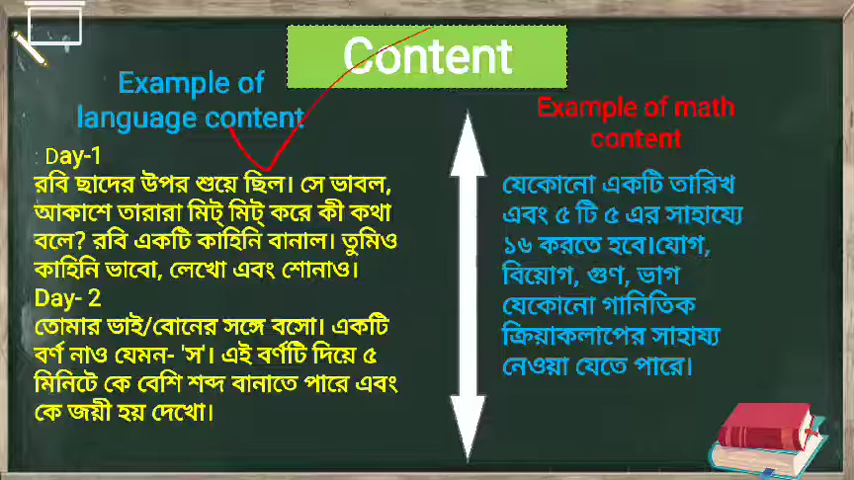 Content
Example of
language content
: Day-1
রবি ছাদের উপর শুয়ে ছিল। সে ভাবল,
আকাশে তারারা মিট্ মিট্ করে কী কথা
বলে? রবি একটি কাহিনি বানাল। তুমিও
কাহিনি ভাবো, লেখো এবং শোনাও।
Day- 2
তোমার ভাই/বোনের সঙ্গে বসো। একটি
বর্ণ নাও যেমন- 'স'। এই বর্ণটি দিয়ে ৫
মিনিটে কে বেশি শব্দ বানাতে পারে এবং
কে জয়ী হয় দেখো।
Example of math
content
যেকোনো একটি তারিখ
এবং ৫ টি ৫ এর সাহায্যে
১৬ করতে হবে।যোগ,
বিয়োগ, গুণ, ভাগ
যেকোনো গানিতিক
ক্রিয়াকলাপের সাহায্য
নেওয়া যেতে পারে।